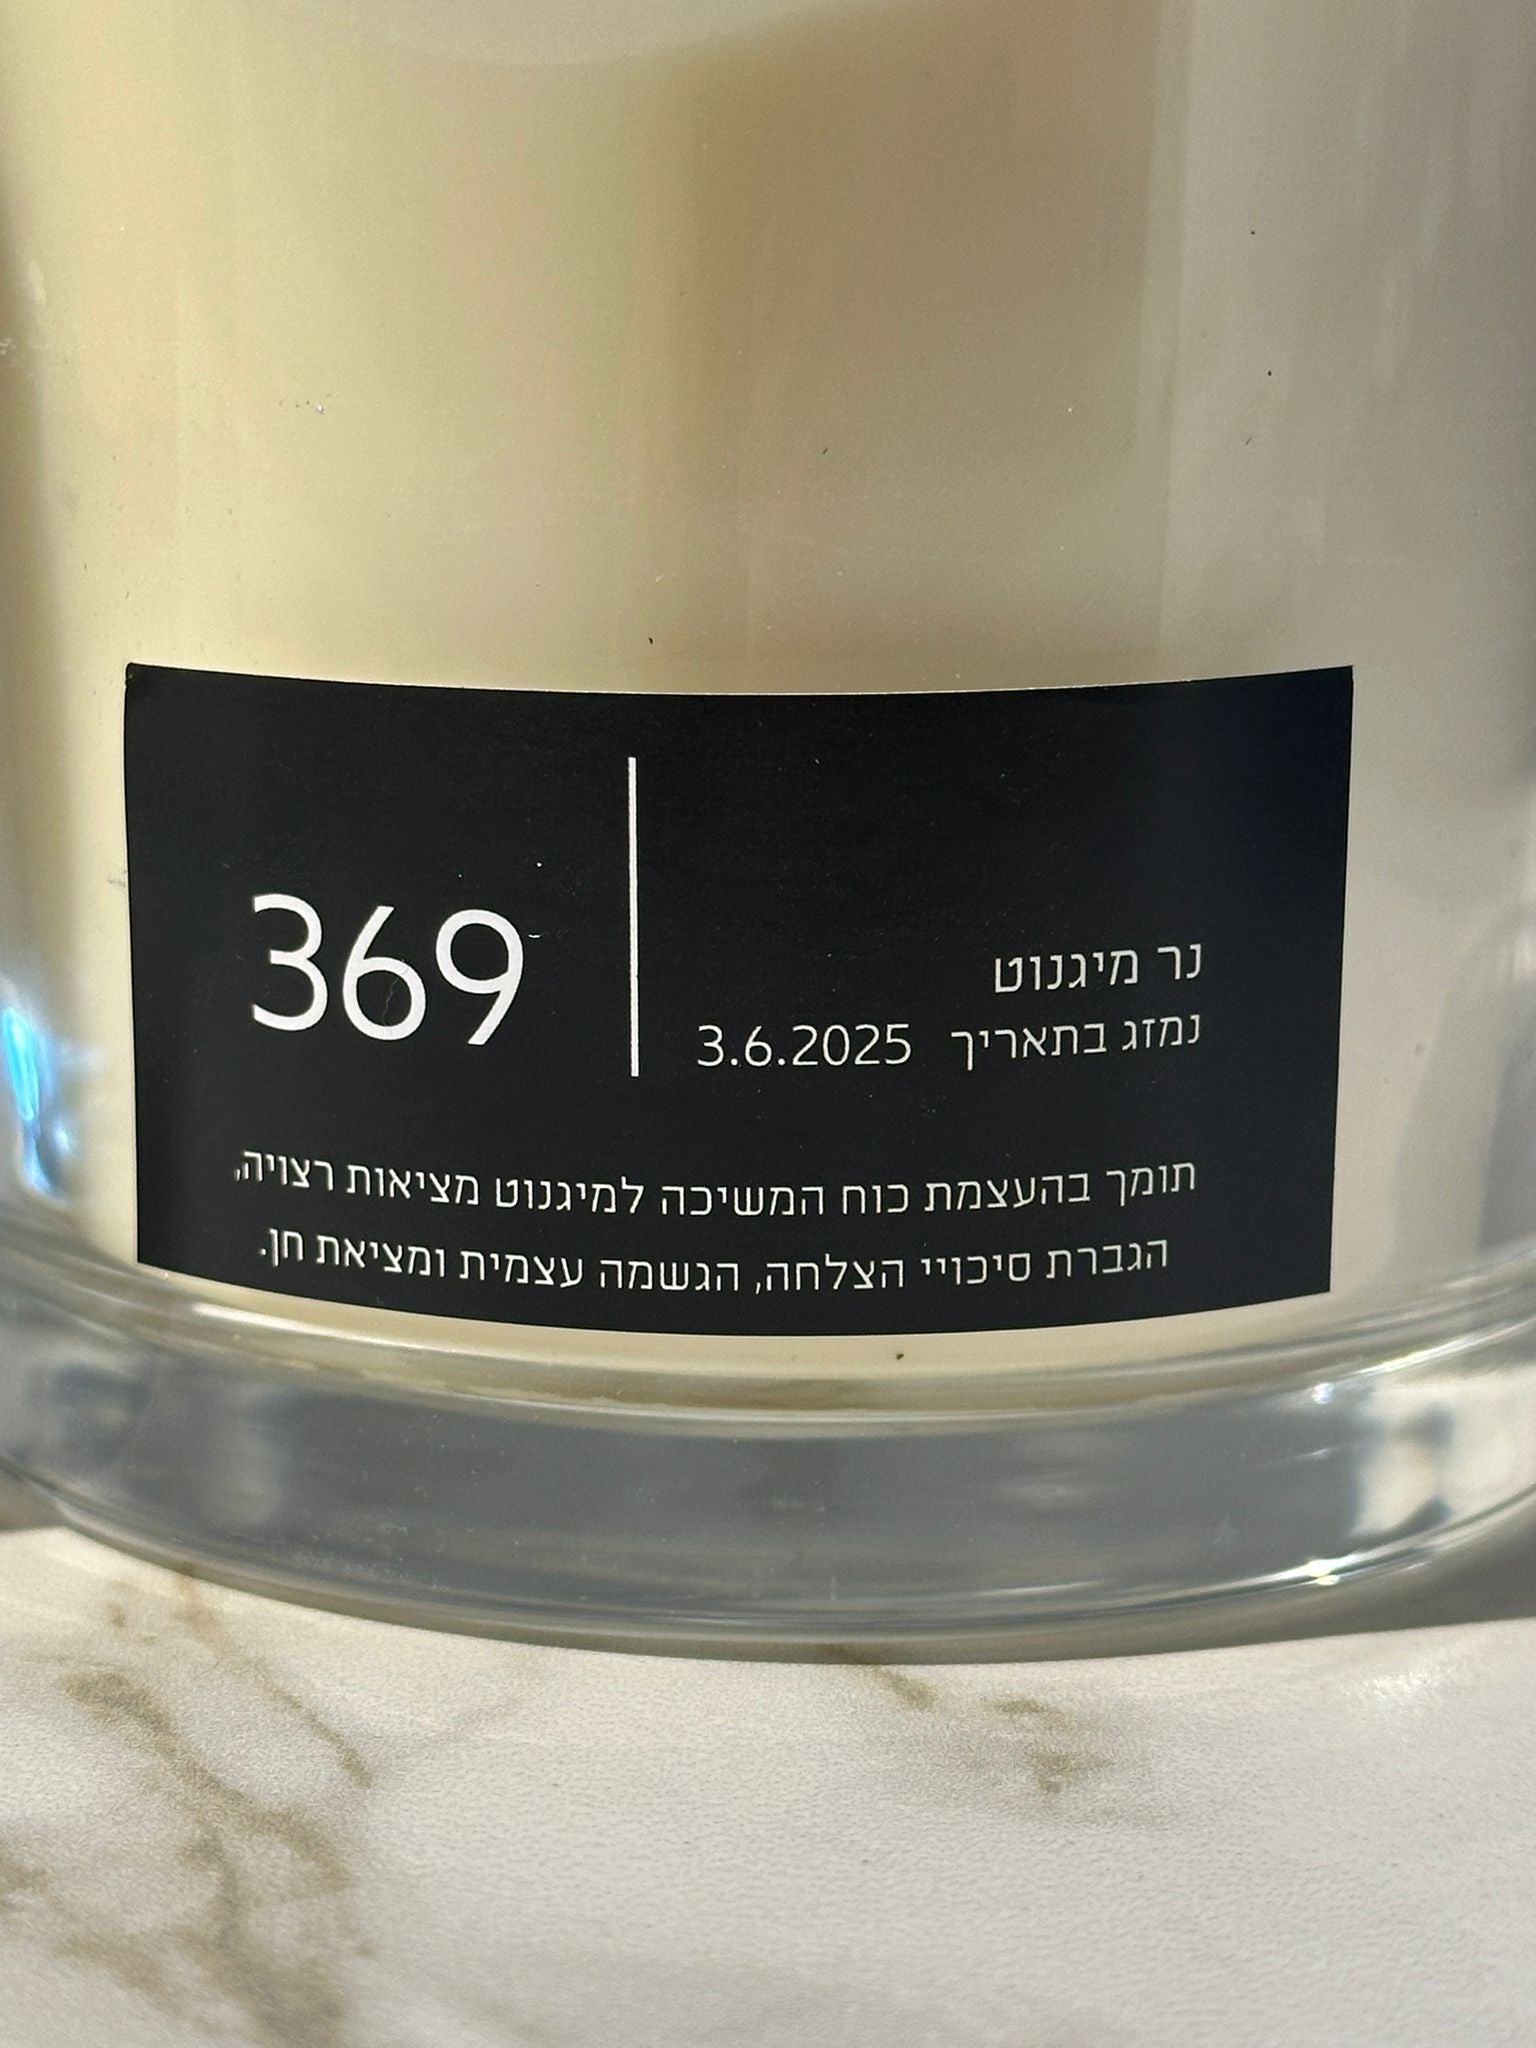 נר מיגנוט
נמזג בתאריך 3.6.2025
369
תומך בהעצמת כוח המשיכה למיגנוט מציאות רצויה,
הגברת סיכויי הצלחה, הגשמה עצמית ומציאת חן.